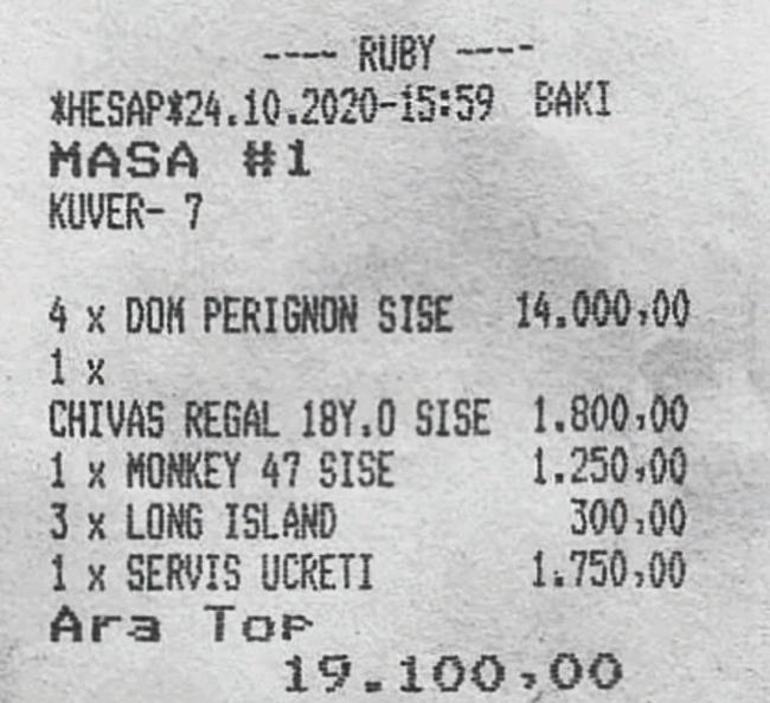 ---- RUBY ----
*HESAP*24.10.2020-15:59 BAKI
MASA #1
KUVER- 7
4 x DOM PERIGNON SISE 14.000,00
1 x
CHIVAS REGAL 18Y.O SISE 1.800,00
1 x MONKEY 47 SISE 1.250,00
3 x LONG ISLAND 300,00
1 x SERVIS UCRETI 1.750,00
Ara Top
19.100,00